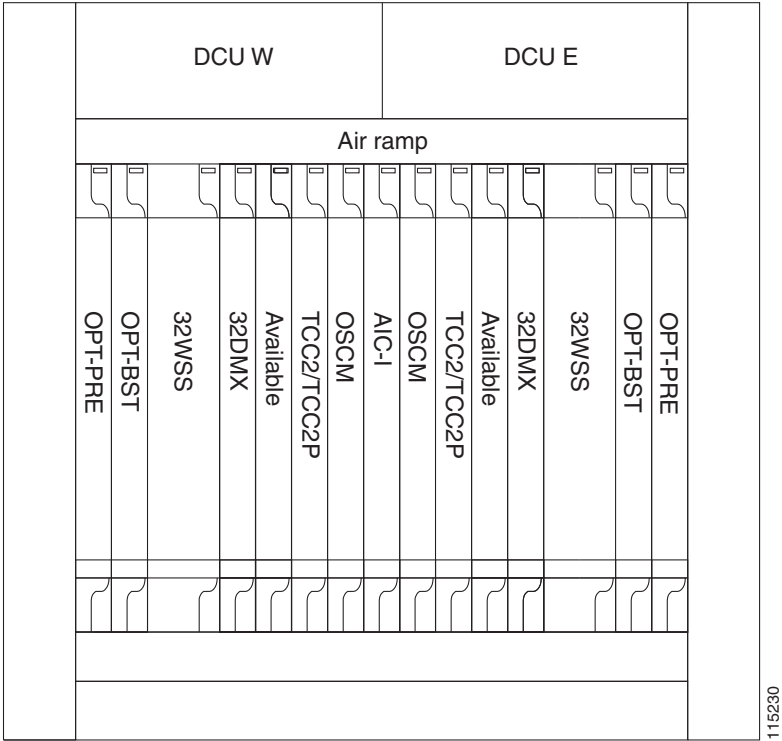 DCU W
DCU E
Air ramp
OPT-PRE
OPT-BST
32WSS
32DMX
Available
TCC2/TCC2P
OSCM
AIC-I
OSCM
TCC2/TCC2P
Available
32DMX
32WSS
OPT-BST
OPT-PRE
115230